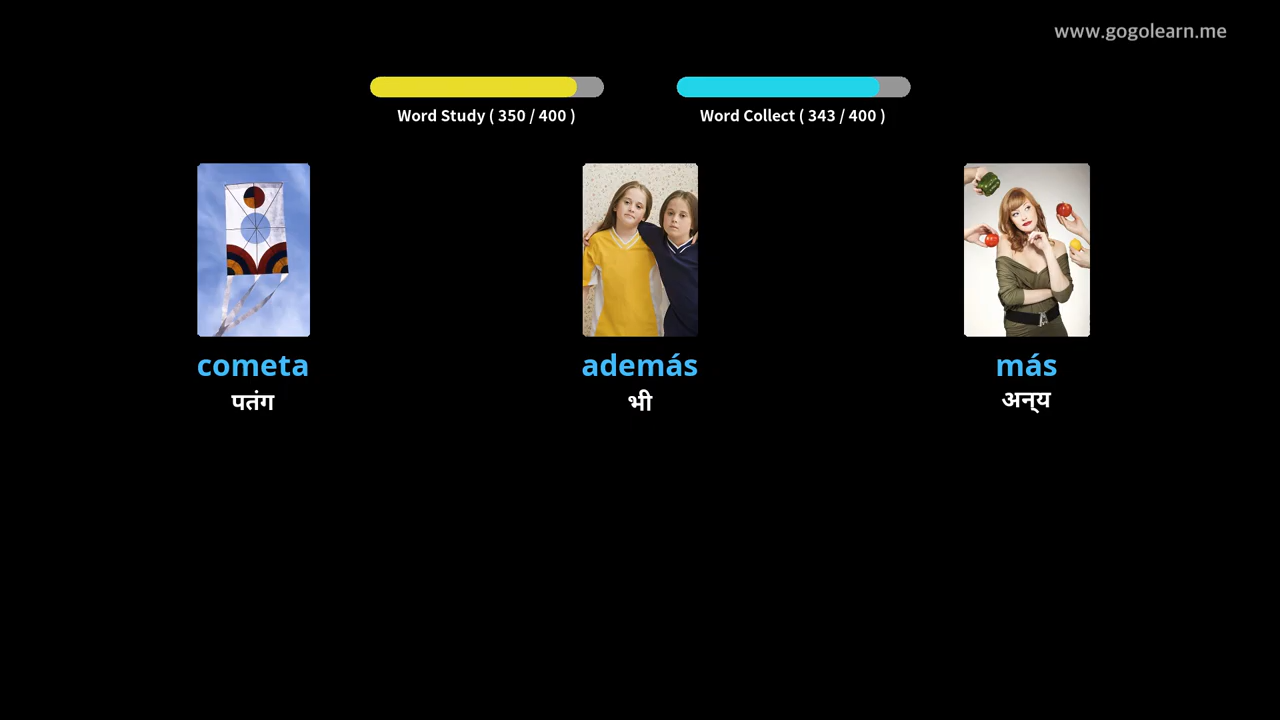 www.gogolearn.me
Word Study ( 350 / 400 )
Word Collect ( 343 / 400 )
cometa
पतंग
además
भी
más
अन्‌य